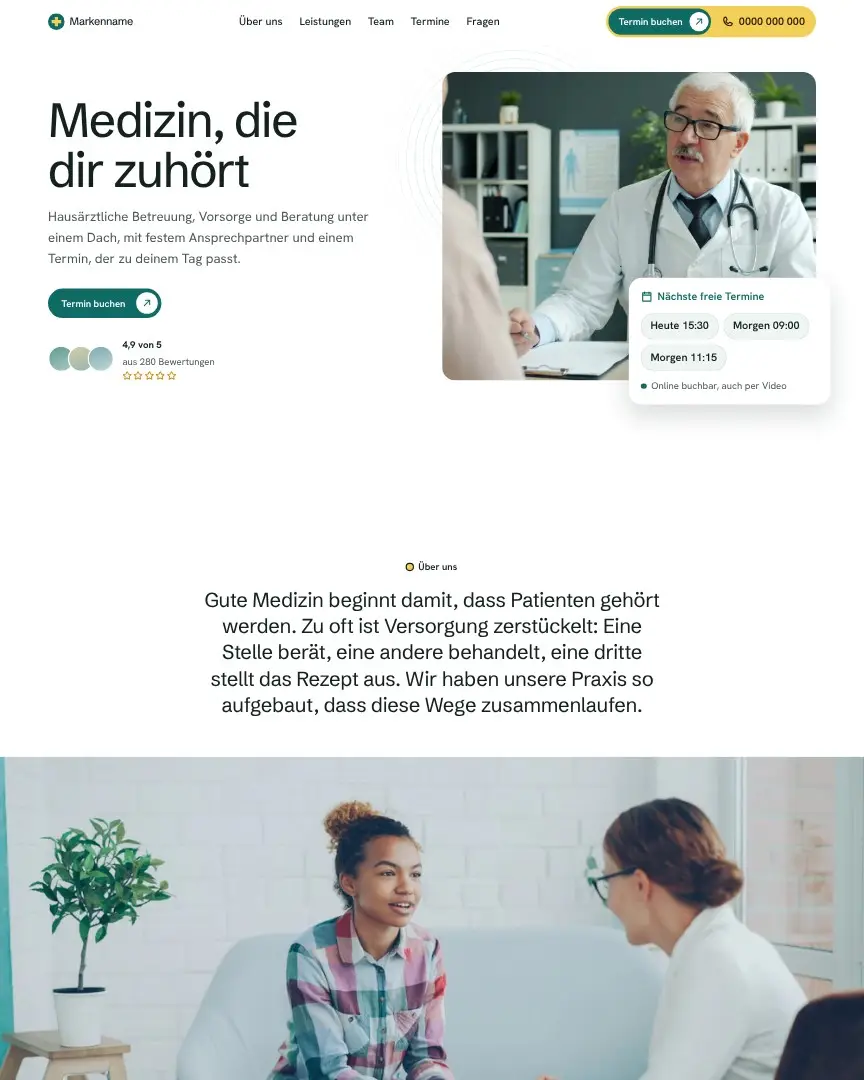 Markenname
Über uns
Leistungen
Team
Termine
Fragen
Termin buchen
0000 000 000
Medizin, die
dir zuhört
Hausärztliche Betreuung, Vorsorge und Beratung unter
einem Dach, mit festem Ansprechpartner und einem
Termin, der zu deinem Tag passt.
Termin buchen
4,9 von 5
aus 280 Bewertungen
Nächste freie Termine
Heute 15:30
Morgen 09:00
Morgen 11:15
Online buchbar, auch per Video
Über uns
Gute Medizin beginnt damit, dass Patienten gehört
werden. Zu oft ist Versorgung zerstückelt: Eine
Stelle berät, eine andere behandelt, eine dritte
stellt das Rezept aus. Wir haben unsere Praxis so
aufgebaut, dass diese Wege zusammenlaufen.